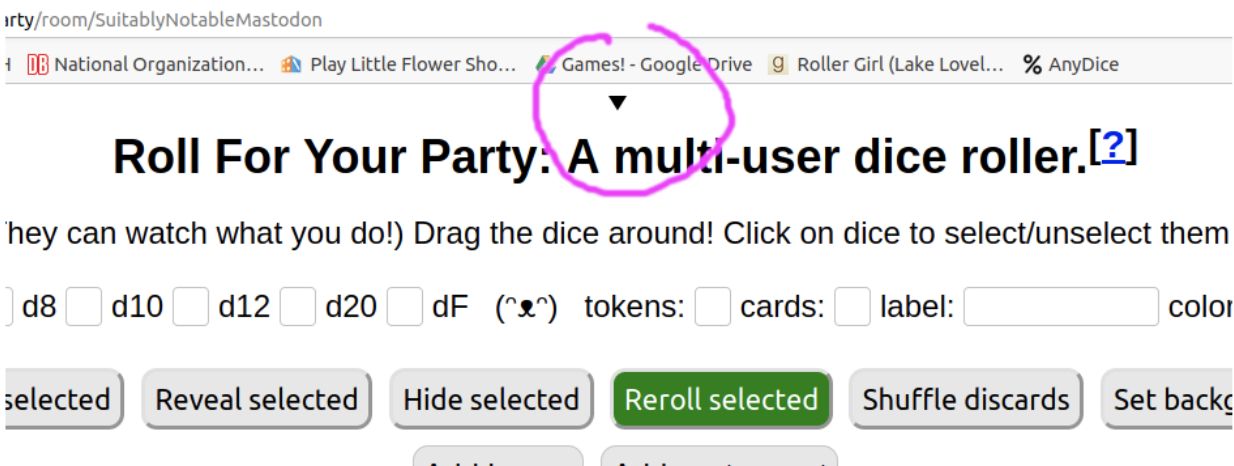 arty/room/SuitablyNotableMastodon
H DB National Organization... Play Little Flower Sho... Games! - Google Drive g Roller Girl (Lake Lovel... % AnyDice
▼
Roll For Your Party: A multi-user dice roller.[?]
hey can watch what you do!) Drag the dice around! Click on dice to select/unselect them
d8 d10 d12 d20 dF (ᵔᴥᵔ) tokens: cards: label: color
selected Reveal selected Hide selected Reroll selected Shuffle discards Set backg